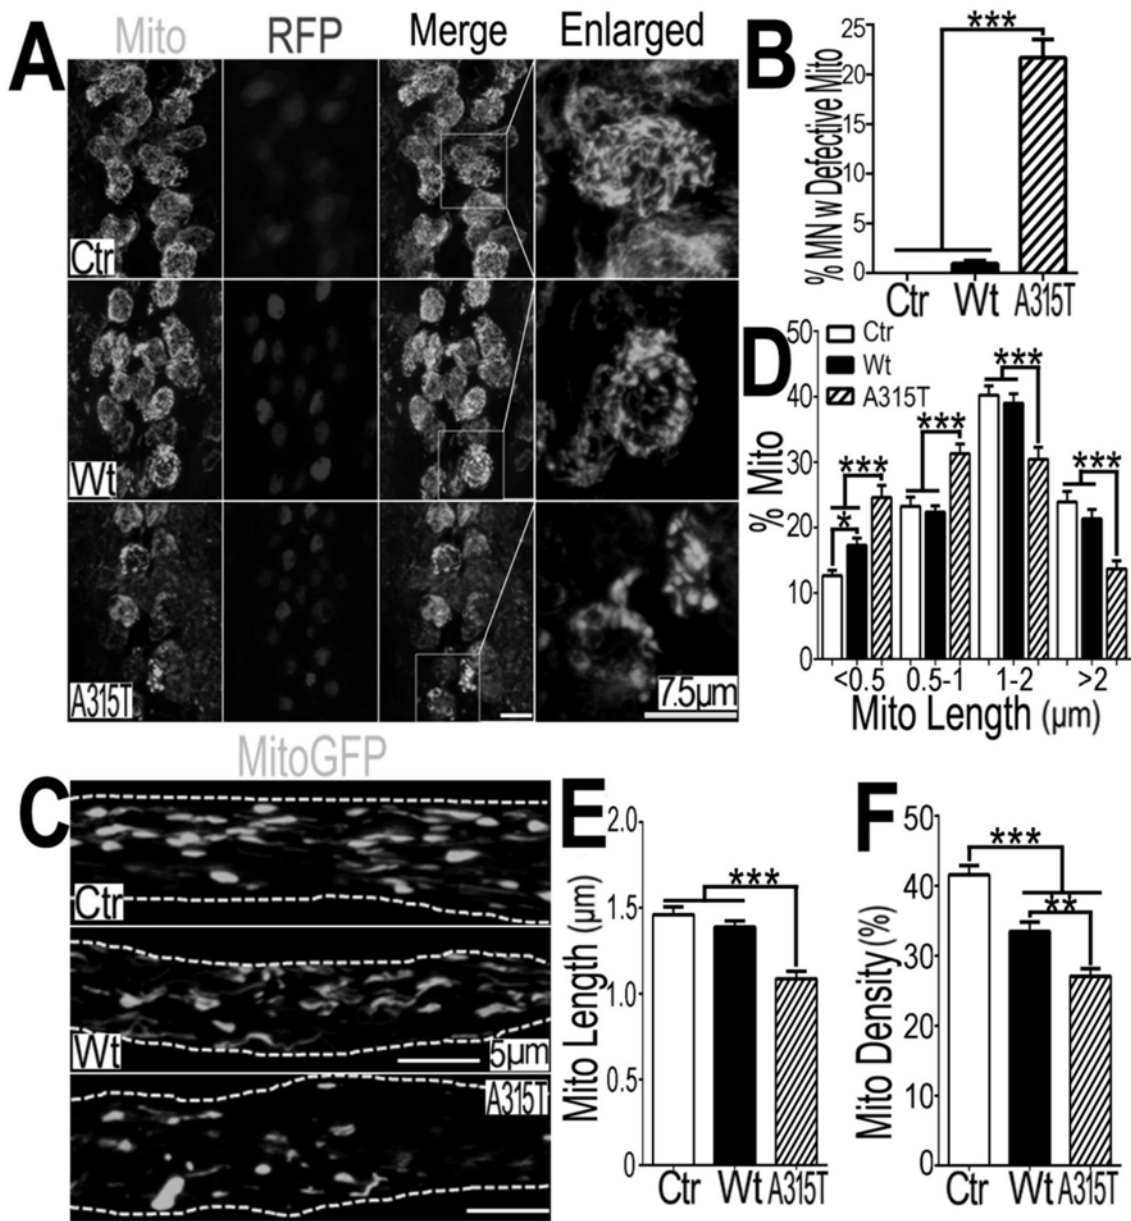 A
Mito RFP Merge Enlarged
Ctr
Wt
A315T
7.5µm
B
% MN w Defective Mito
25
20
15
10
5
0
***
Ctr Wt A315T
D
% Mito
50
40
30
20
10
0
Ctr
Wt
A315T
***
*
***
***
***
<0.5 0.5-1 1-2 >2
Mito Length (µm)
MitoGFP
C
Ctr
Wt
5µm
A315T
E
Mito Length (µm)
2.0
1.5
1.0
0.5
0
***
Ctr Wt A315T
F
Mito Density (%)
50
40
30
20
10
0
***
**
Ctr Wt A315T